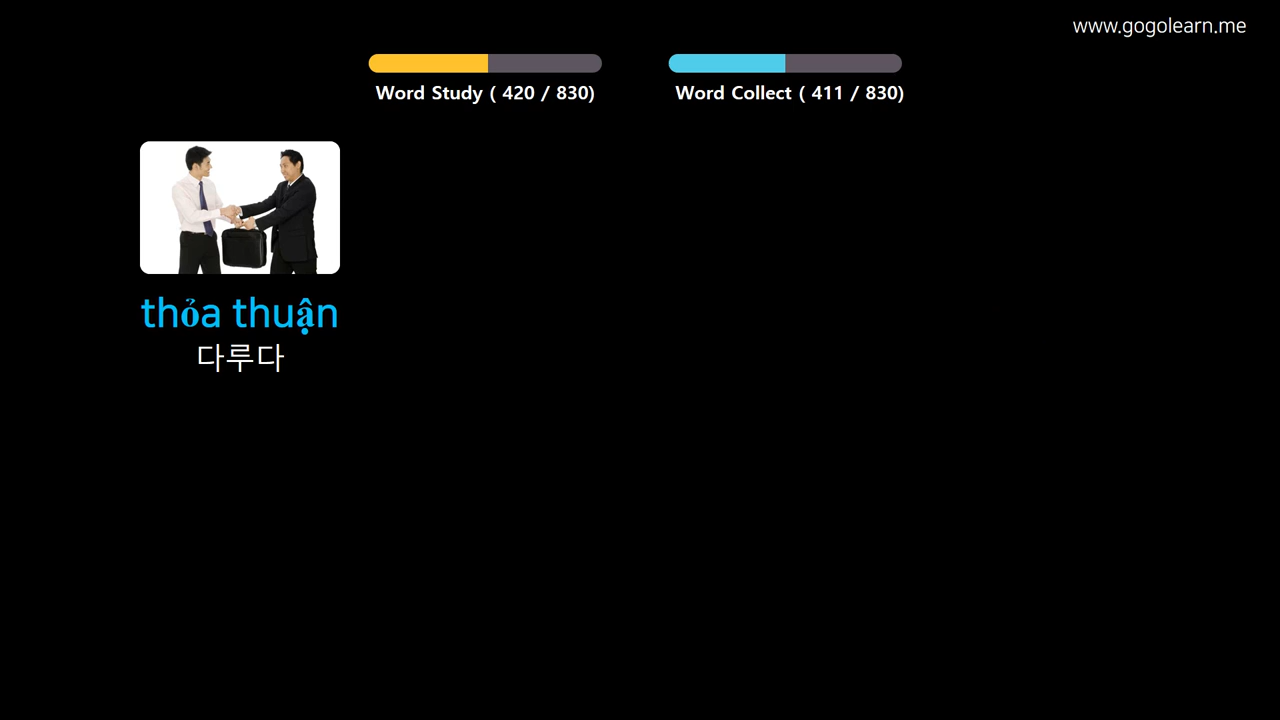 www.gogolearn.me
Word Study ( 420 / 830)
Word Collect ( 411 / 830)
thỏa thuận
다루다